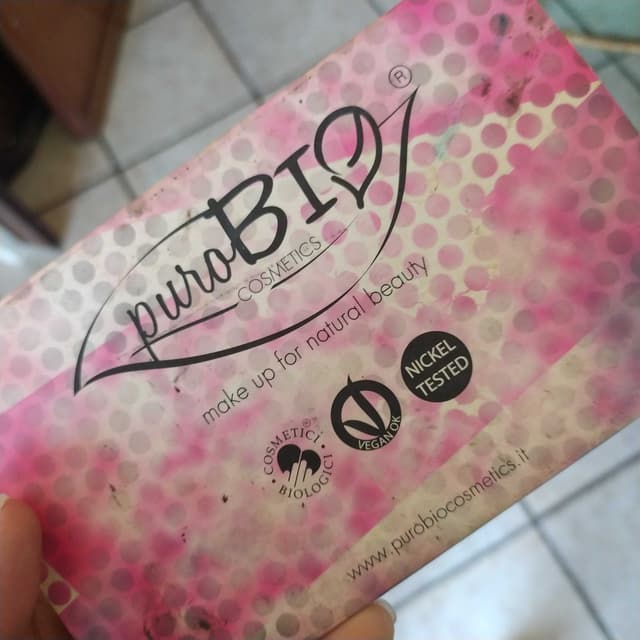 puroBIO®
COSMETICS
make up for natural beauty
·COSMETICI·®
BIOLOGICI
VEGANOK
NICKEL
TESTED
www.purobiocosmetics.it